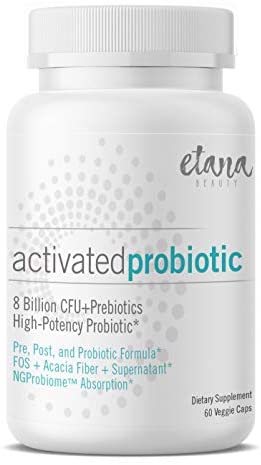 etana
BEAUTY
activatedprobiotic
8 Billion CFU+Prebiotics
High-Potency Probiotic*
Pre, Post, and Probiotic Formula*
FOS + Acacia Fiber + Supernatant*
NGProbiome™ Absorption*
Dietary Supplement
60 Veggie Caps